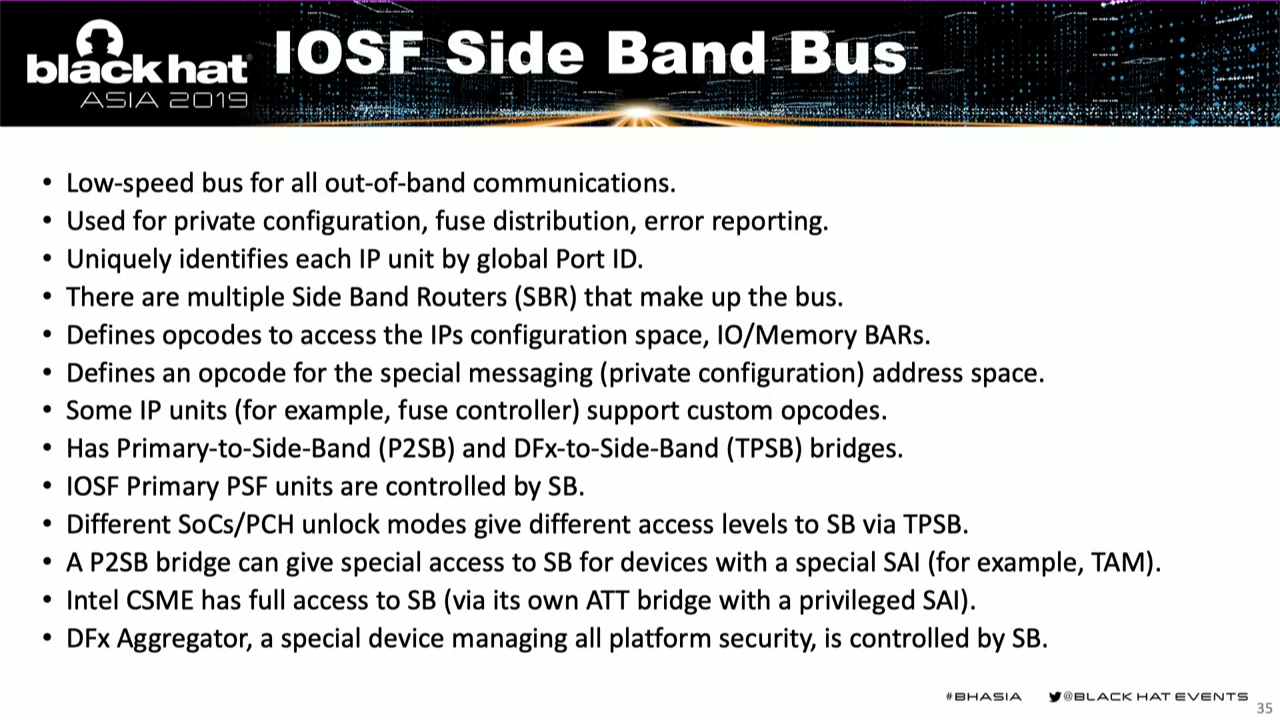 black hat®
ASIA 2019
IOSF Side Band Bus
• Low-speed bus for all out-of-band communications.
• Used for private configuration, fuse distribution, error reporting.
• Uniquely identifies each IP unit by global Port ID.
• There are multiple Side Band Routers (SBR) that make up the bus.
• Defines opcodes to access the IPs configuration space, IO/Memory BARs.
• Defines an opcode for the special messaging (private configuration) address space.
• Some IP units (for example, fuse controller) support custom opcodes.
• Has Primary-to-Side-Band (P2SB) and DFx-to-Side-Band (TPSB) bridges.
• IOSF Primary PSF units are controlled by SB.
• Different SoCs/PCH unlock modes give different access levels to SB via TPSB.
• A P2SB bridge can give special access to SB for devices with a special SAI (for example, TAM).
• Intel CSME has full access to SB (via its own ATT bridge with a privileged SAI).
• DFx Aggregator, a special device managing all platform security, is controlled by SB.
#BHASIA @BLACK HAT EVENTS
35